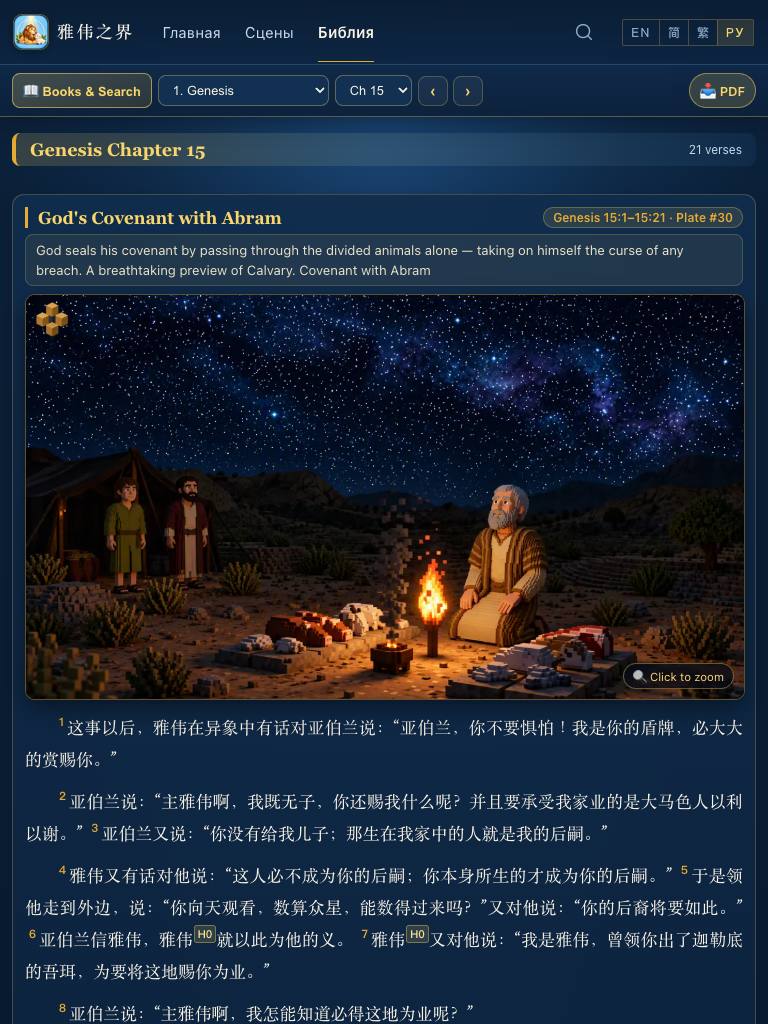 雅伟之界 Главная Сцены Библия EN 简 繁 РУ
Books & Search 1. Genesis Ch 15 ‹ › PDF
Genesis Chapter 15 21 verses
God's Covenant with Abram Genesis 15:1–15:21 · Plate #30
God seals his covenant by passing through the divided animals alone — taking on himself the curse of any
breach. A breathtaking preview of Calvary. Covenant with Abram
Click to zoom
1 这事以后，雅伟在异象中有话对亚伯兰说：“亚伯兰，你不要惧怕！我是你的盾牌，必大大
的赏赐你。”
2 亚伯兰说：“主雅伟啊，我既无子，你还赐我什么呢？并且要承受我家业的是大马色人以利
以谢。” 3 亚伯兰又说：“你没有给我儿子；那生在我家中的人就是我的后嗣。”
4 雅伟又有话对他说：“这人必不成为你的后嗣；你本身所生的才成为你的后嗣。” 5 于是领
他走到外边，说：“你向天观看，数算众星，能数得过来吗？”又对他说：“你的后裔将要如此。”
6 亚伯兰信雅伟，雅伟H0就以此为他的义。 7 雅伟H0又对他说：“我是雅伟，曾领你出了迦勒底
的吾珥，为要将这地赐你为业。”
8 亚伯兰说：“主雅伟啊，我怎能知道必得这地为业呢？”